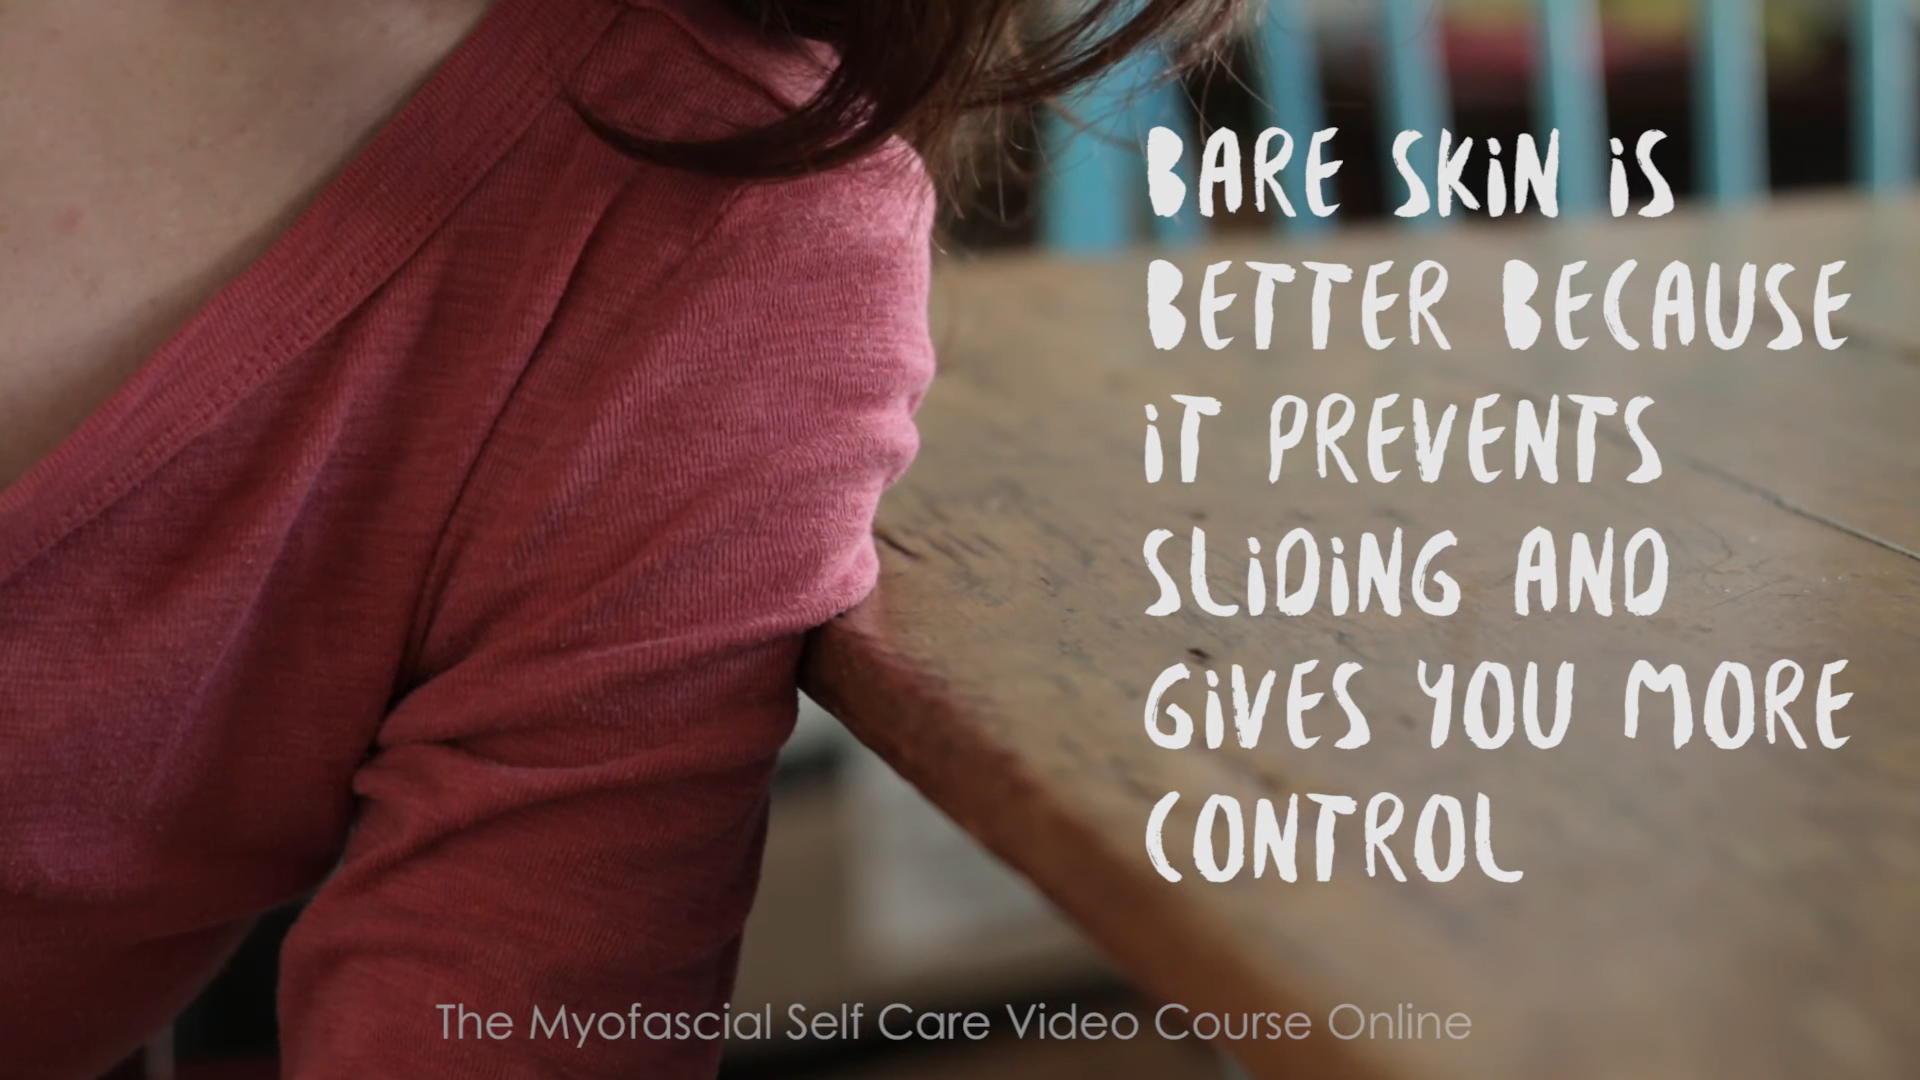 BARE SKiN iS
BETTER BECAUSE
iT PREVENTS
SLiDiNG AND
GiVES YOU MORE
CONTROL
The Myofascial Self Care Video Course Online